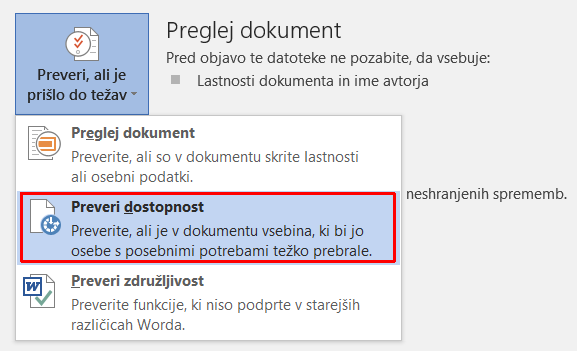 Preveri, ali je
prišlo do težav
Preglej dokument
Pred objavo te datoteke ne pozabite, da vsebuje:
Lastnosti dokumenta in ime avtorja
Preglej dokument
Preverite, ali so v dokumentu skrite lastnosti
ali osebni podatki.
neshranjenih sprememb.
Preveri dostopnost
Preverite, ali je v dokumentu vsebina, ki bi jo
osebe s posebnimi potrebami težko prebrale.
Preveri združljivost
Preverite funkcije, ki niso podprte v starejših
različicah Worda.